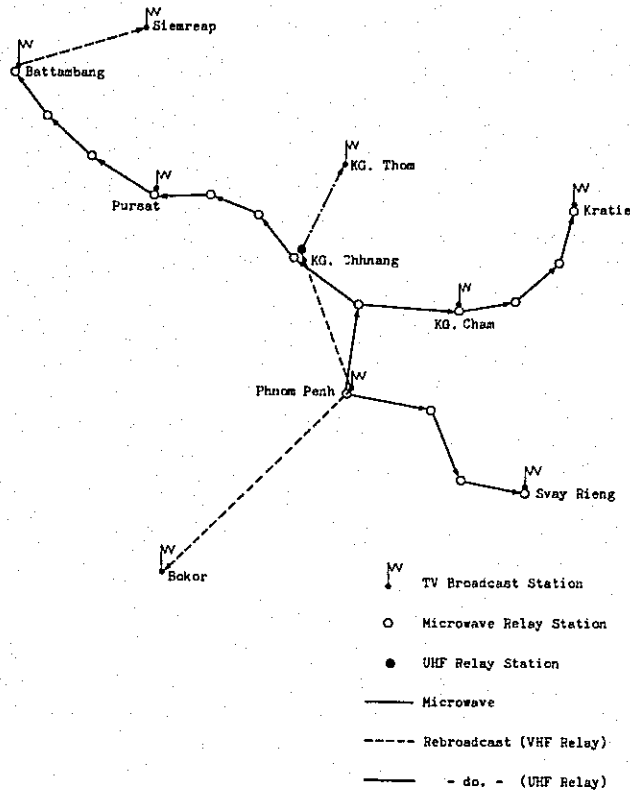 Siemreap
Battambang
KG. Thom
Pursat
Kratie
KG. Chhnang
KG. Cham
Phnom Penh
Svay Rieng
Bokor
TV Broadcast Station
Microwave Relay Station
UHF Relay Station
Microwave
Rebroadcast (VHF Relay)
- do. - (UHF Relay)